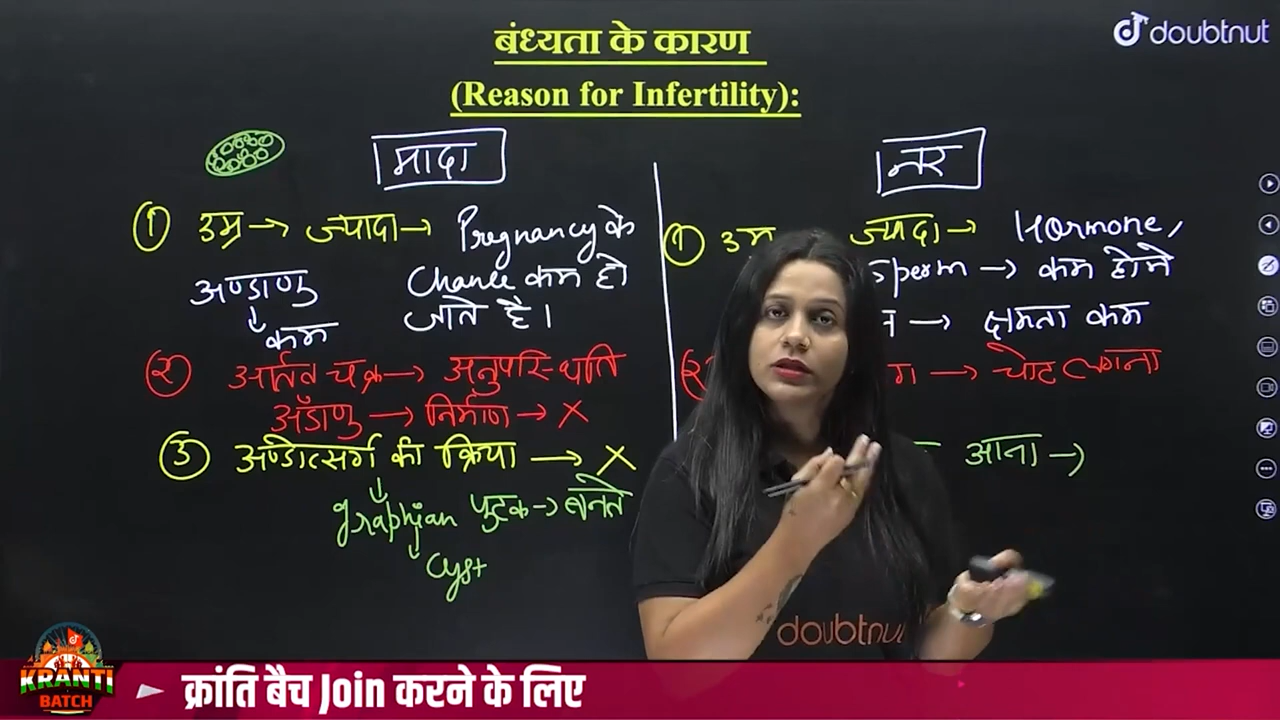 बंध्यता के कारण
(Reason for Infertility):
doubtnut
मादा
① उम्र → ज्यादा → Pregnancy के
अण्डाणु Chance कम हो
↓ जाते है।
कम
② आर्तव चक्र → अनुपस्थिति
अँडाणु → निर्माण → ×
③ अण्डोत्सर्ग की क्रिया → ×
↓
graphian पुटक → बनते
↓
Cyst
नर
① उम्र ज्यादा → Hormone,
sperm → कम होने
→ क्षमता कम
② → चोट लगना
आना →
doubtnut
KRANTI
BATCH
क्रांति बैच Join करने के लिए